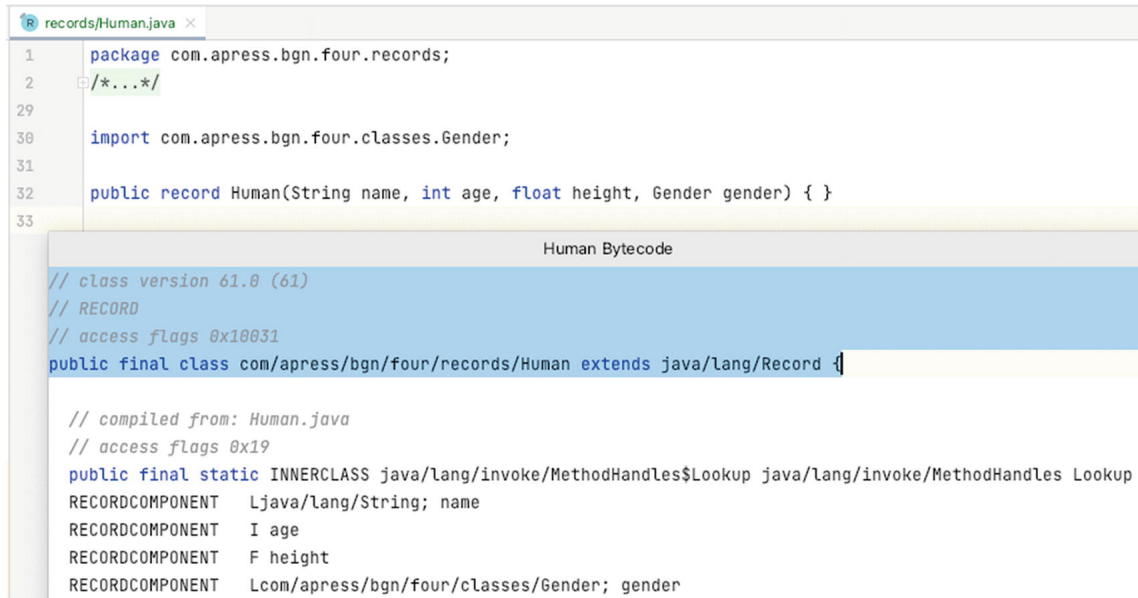 R records/Human.java ×
1 package com.apress.bgn.four.records;
2 /*...*/
29
30 import com.apress.bgn.four.classes.Gender;
31
32 public record Human(String name, int age, float height, Gender gender) { }
33
Human Bytecode
// class version 61.0 (61)
// RECORD
// access flags 0x10031
public final class com/apress/bgn/four/records/Human extends java/lang/Record {
// compiled from: Human.java
// access flags 0x19
public final static INNERCLASS java/lang/invoke/MethodHandles$Lookup java/lang/invoke/MethodHandles Lookup
RECORDCOMPONENT Ljava/lang/String; name
RECORDCOMPONENT I age
RECORDCOMPONENT F height
RECORDCOMPONENT Lcom/apress/bgn/four/classes/Gender; gender